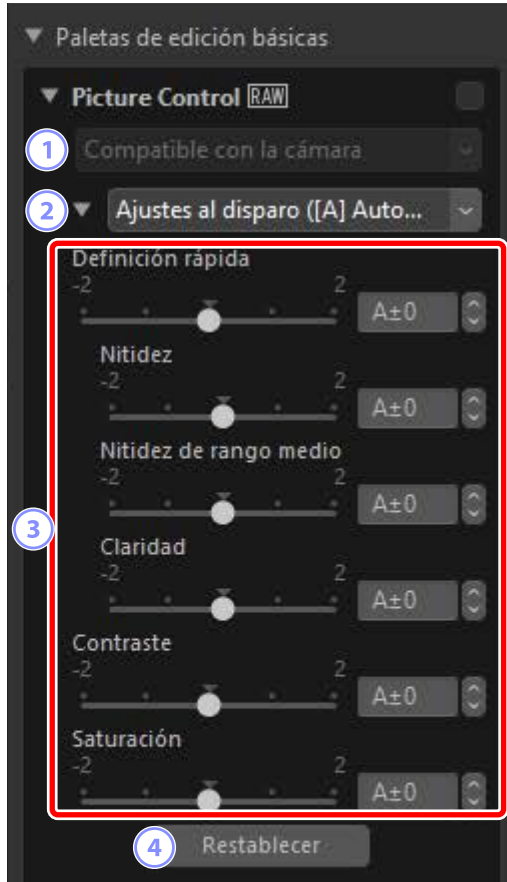 Paletas de edición básicas
Picture Control RAW
1 Compatible con la cámara
2 Ajustes al disparo ([A] Auto...
Definición rápida
-2 2
A±0
Nitidez
-2 2
A±0
Nitidez de rango medio
-2 2
A±0
3
Claridad
-2 2
A±0
Contraste
-2 2
A±0
Saturación
-2 2
A±0
4 Restablecer